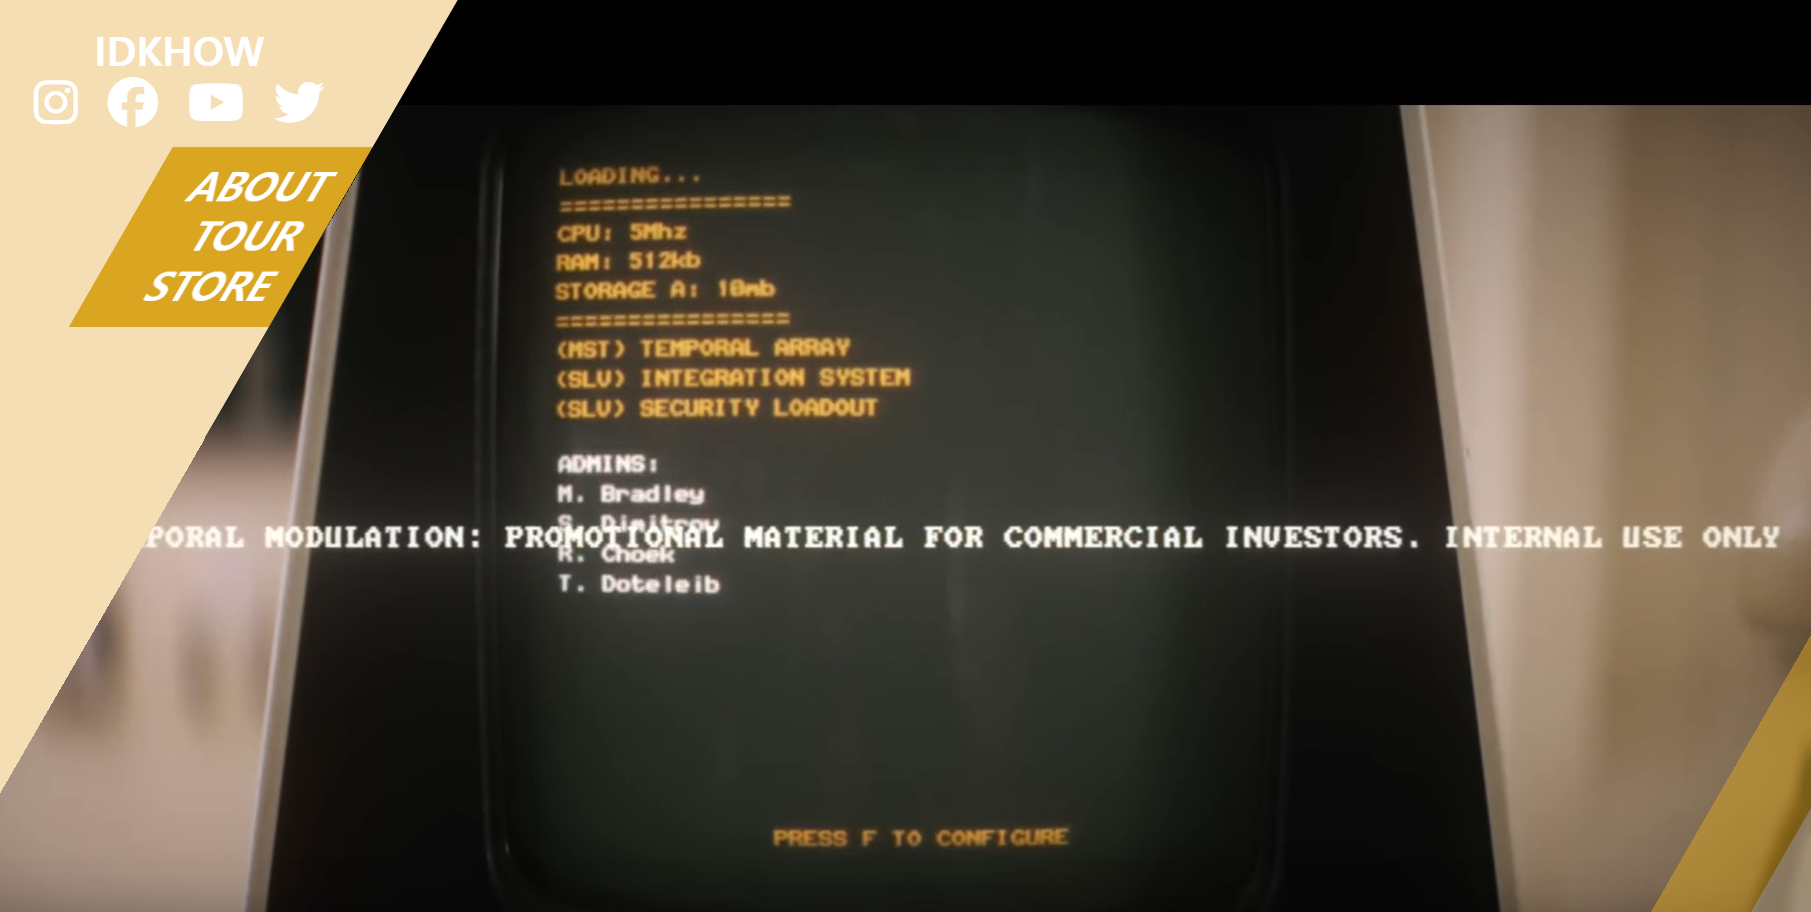 IDKHOW
ABOUT
TOUR
STORE
LOADING...
================
CPU: 5Mhz
RAM: 512kb
STORAGE A: 10mb
================
(MST) TEMPORAL ARRAY
(SLV) INTEGRATION SYSTEM
(SLV) SECURITY LOADOUT
ADMINS:
M. Bradley
S. Dimitrov
PORAL MODULATION: PROMOTIONAL MATERIAL FOR COMMERCIAL INVESTORS. INTERNAL USE ONLY
R. Choek
T. Doteleib
PRESS F TO CONFIGURE